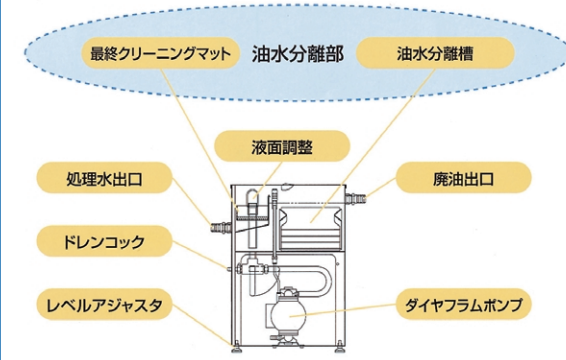 最終クリーニングマット 油水分離部 油水分離槽
液面調整
処理水出口 廃油出口
ドレンコック
レベルアジャスタ ダイヤフラムポンプ